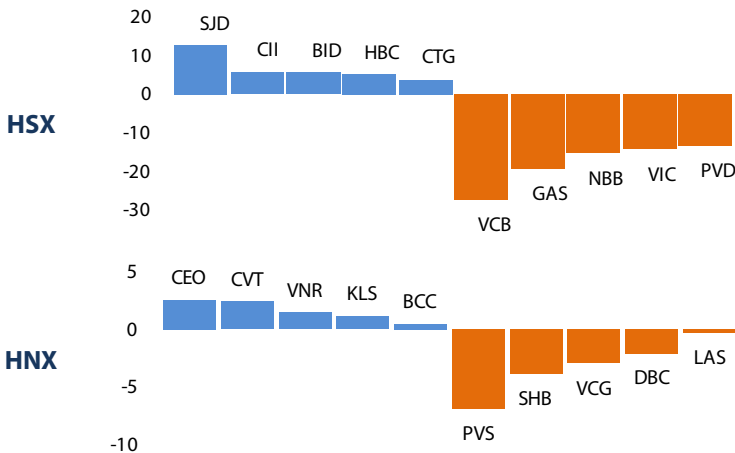 20
SJD
CII BID HBC CTG
10
0
HSX
-10
-20
GAS NBB VIC PVD
-30
VCB
5
CEO CVT VNR KLS BCC
0
HNX
LAS
-5
SHB VCG DBC
PVS
-10